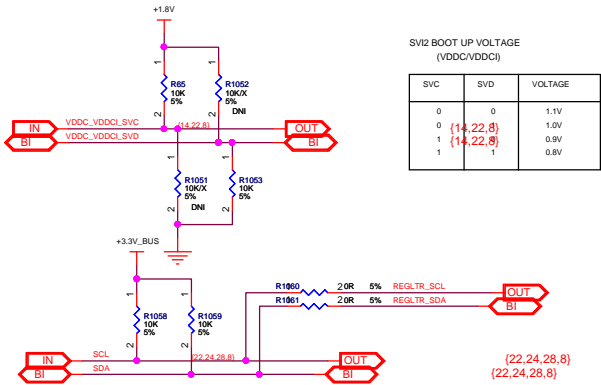 +1.8V
SVI2 BOOT UP VOLTAGE
(VDDC/VDDCI)
SVC SVD VOLTAGE
0 0 1.1V
0 1 1.0V
1 0.9V
1 1 0.8V
{14,22,8}
{14,22,8}
1 1
R65
10K
5%
R1052
10K/X
5%
DNI
2 2
IN VDDC_VDDCI_SVC {14,22,8} OUT
BI VDDC_VDDCI_SVD BI
1 1
R1051
10K/X
5%
DNI
R1053
10K
5%
2 2
+3.3V_BUS
1 1
R1058
10K
5%
R1059
10K
5%
2 2
R1060 1 2 0R 5% REGLTR_SCL OUT
R1061 1 2 0R 5% REGLTR_SDA BI
IN SCL {22,24,28,8} OUT
BI SDA BI
{22,24,28,8}
{22,24,28,8}